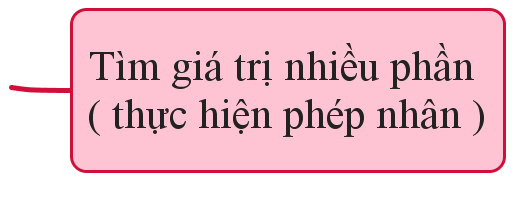 Tìm giá trị nhiều phần
( thực hiện phép nhân )